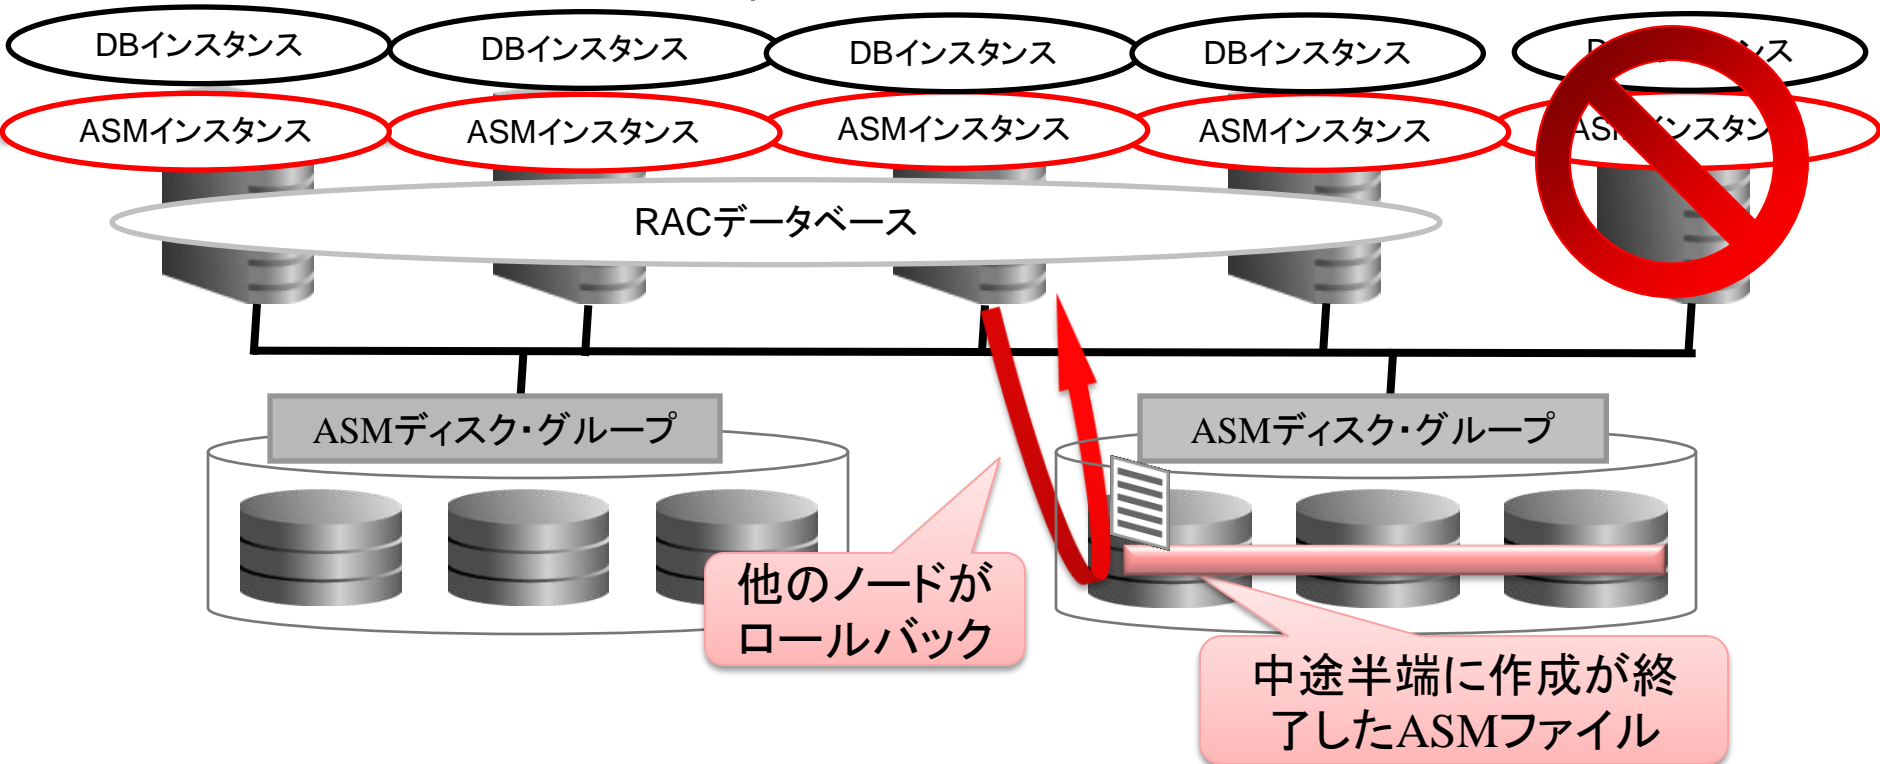 DBインスタンス
DBインスタンス
DBインスタンス
DBインスタンス
ASMインスタンス
ASMインスタンス
ASMインスタンス
ASMインスタンス
RACデータベース
ASMディスク・グループ
ASMディスク・グループ
他のノードが
ロールバック
中途半端に作成が終
了したASMファイル